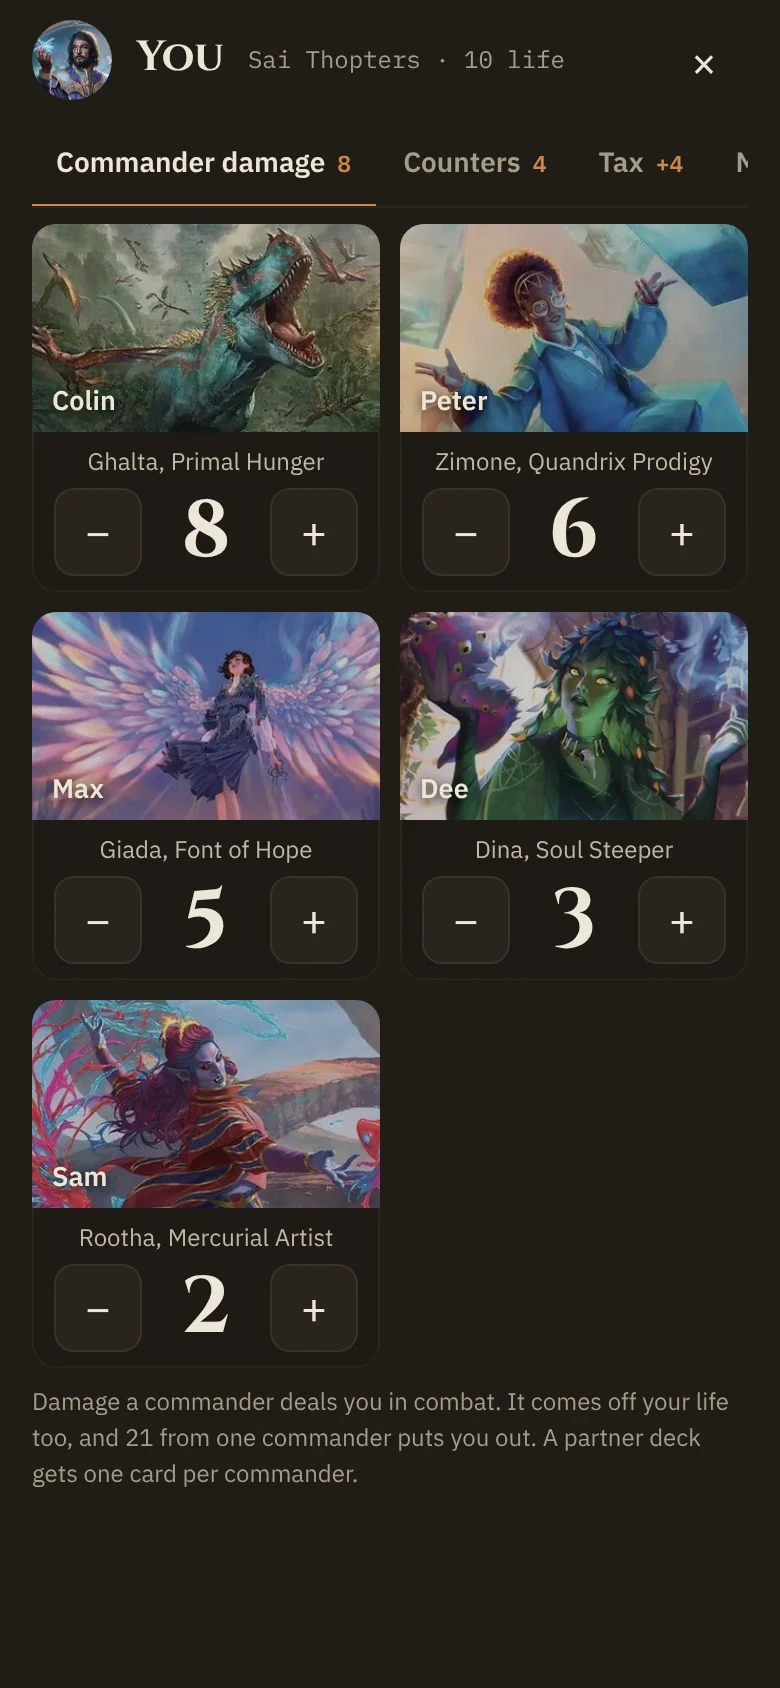 You Sai Thopters · 10 life ×
Commander damage 8 Counters 4 Tax +4
Colin
Peter
Ghalta, Primal Hunger
Zimone, Quandrix Prodigy
− 8 +
− 6 +
Max
Dee
Giada, Font of Hope
Dina, Soul Steeper
− 5 +
− 3 +
Sam
Rootha, Mercurial Artist
− 2 +
Damage a commander deals you in combat. It comes off your life
too, and 21 from one commander puts you out. A partner deck
gets one card per commander.